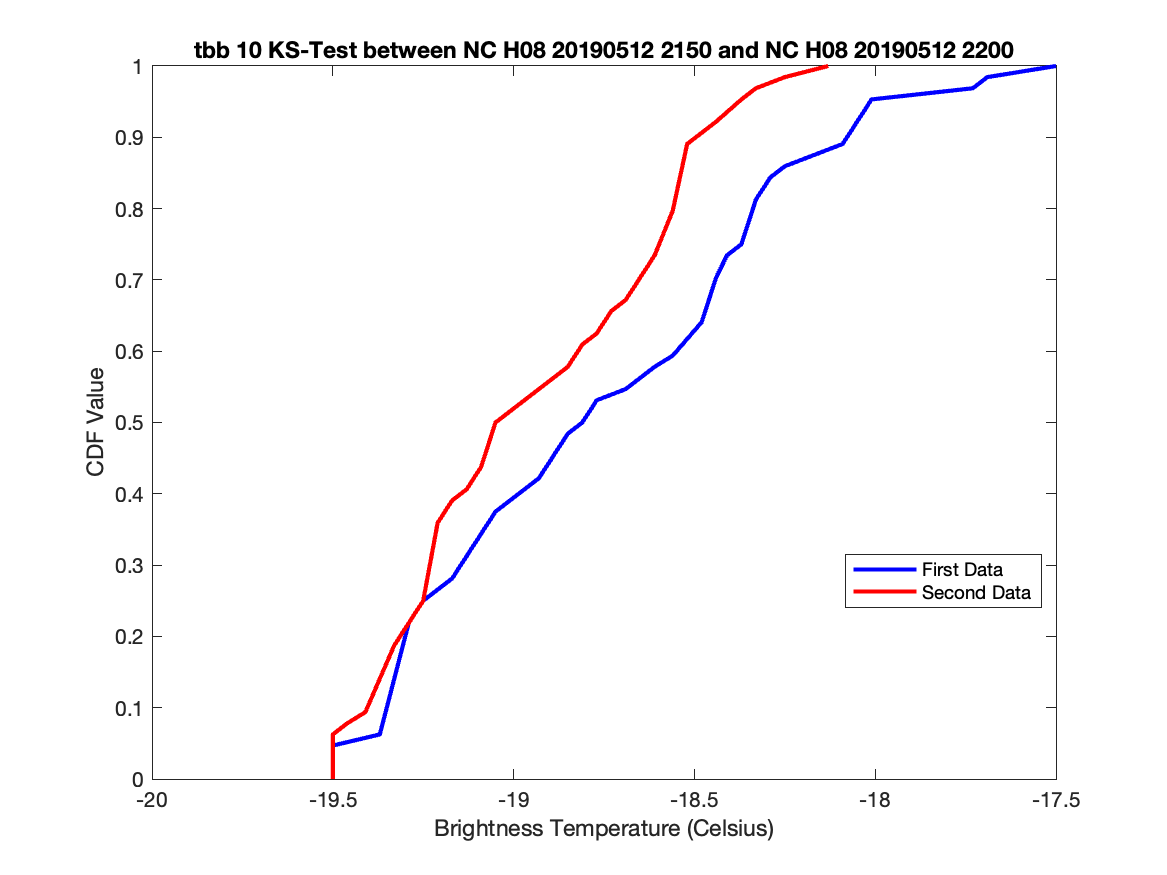 tbb 10 KS-Test between NC H08 20190512 2150 and NC H08 20190512 2200
1
0.9
0.8
0.7
0.6
0.5
0.4
0.3
0.2
0.1
0
CDF Value
First Data
Second Data
-20 -19.5 -19 -18.5 -18 -17.5
Brightness Temperature (Celsius)